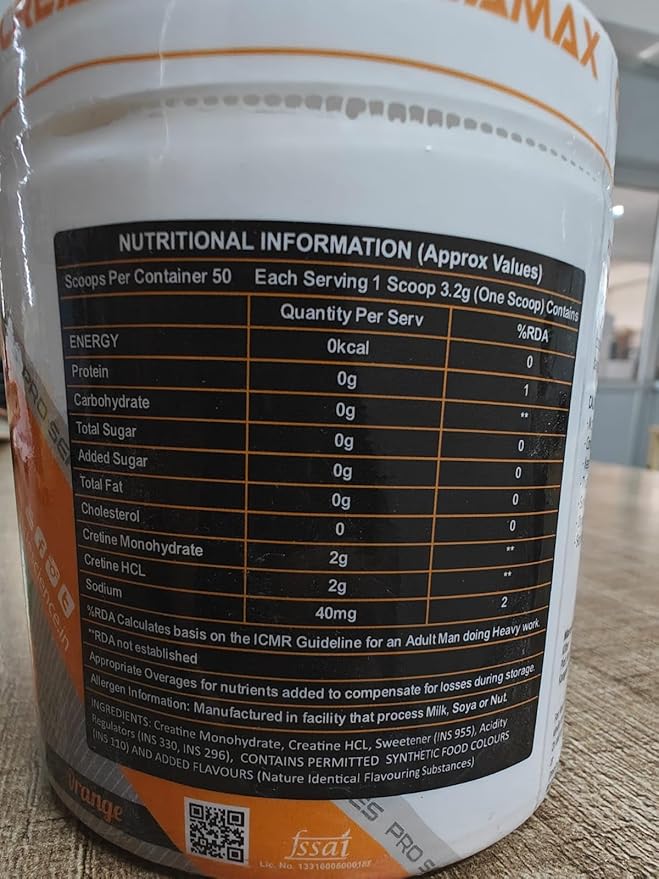 NUTRITIONAL INFORMATION (Approx Values)
Scoops Per Container 50 Each Serving 1 Scoop 3.2g (One Scoop) Contains
Quantity Per Serv %RDA
ENERGY 0kcal 0
Protein 0g 1
Carbohydrate 0g **
Total Sugar 0g 0
Added Sugar 0g 0
Total Fat 0g 0
Cholesterol 0 0
Cretine Monohydrate 2g **
Cretine HCL 2g **
Sodium 40mg 2
%RDA Calculates basis on the ICMR Guideline for an Adult Man doing Heavy work.
**RDA not established
Appropriate Overages for nutrients added to compensate for losses during storage.
Allergen Information: Manufactured in facility that process Milk, Soya or Nut.
INGREDIENTS: Creatine Monohydrate, Creatine HCL, Sweetener (INS 955), Acidity
Regulators (INS 330, INS 296), CONTAINS PERMITTED SYNTHETIC FOOD COLOURS
(INS 110) AND ADDED FLAVOURS (Nature Identical Flavouring Substances)
Orange
fssai
Lic. No. 13316008000188
PRO